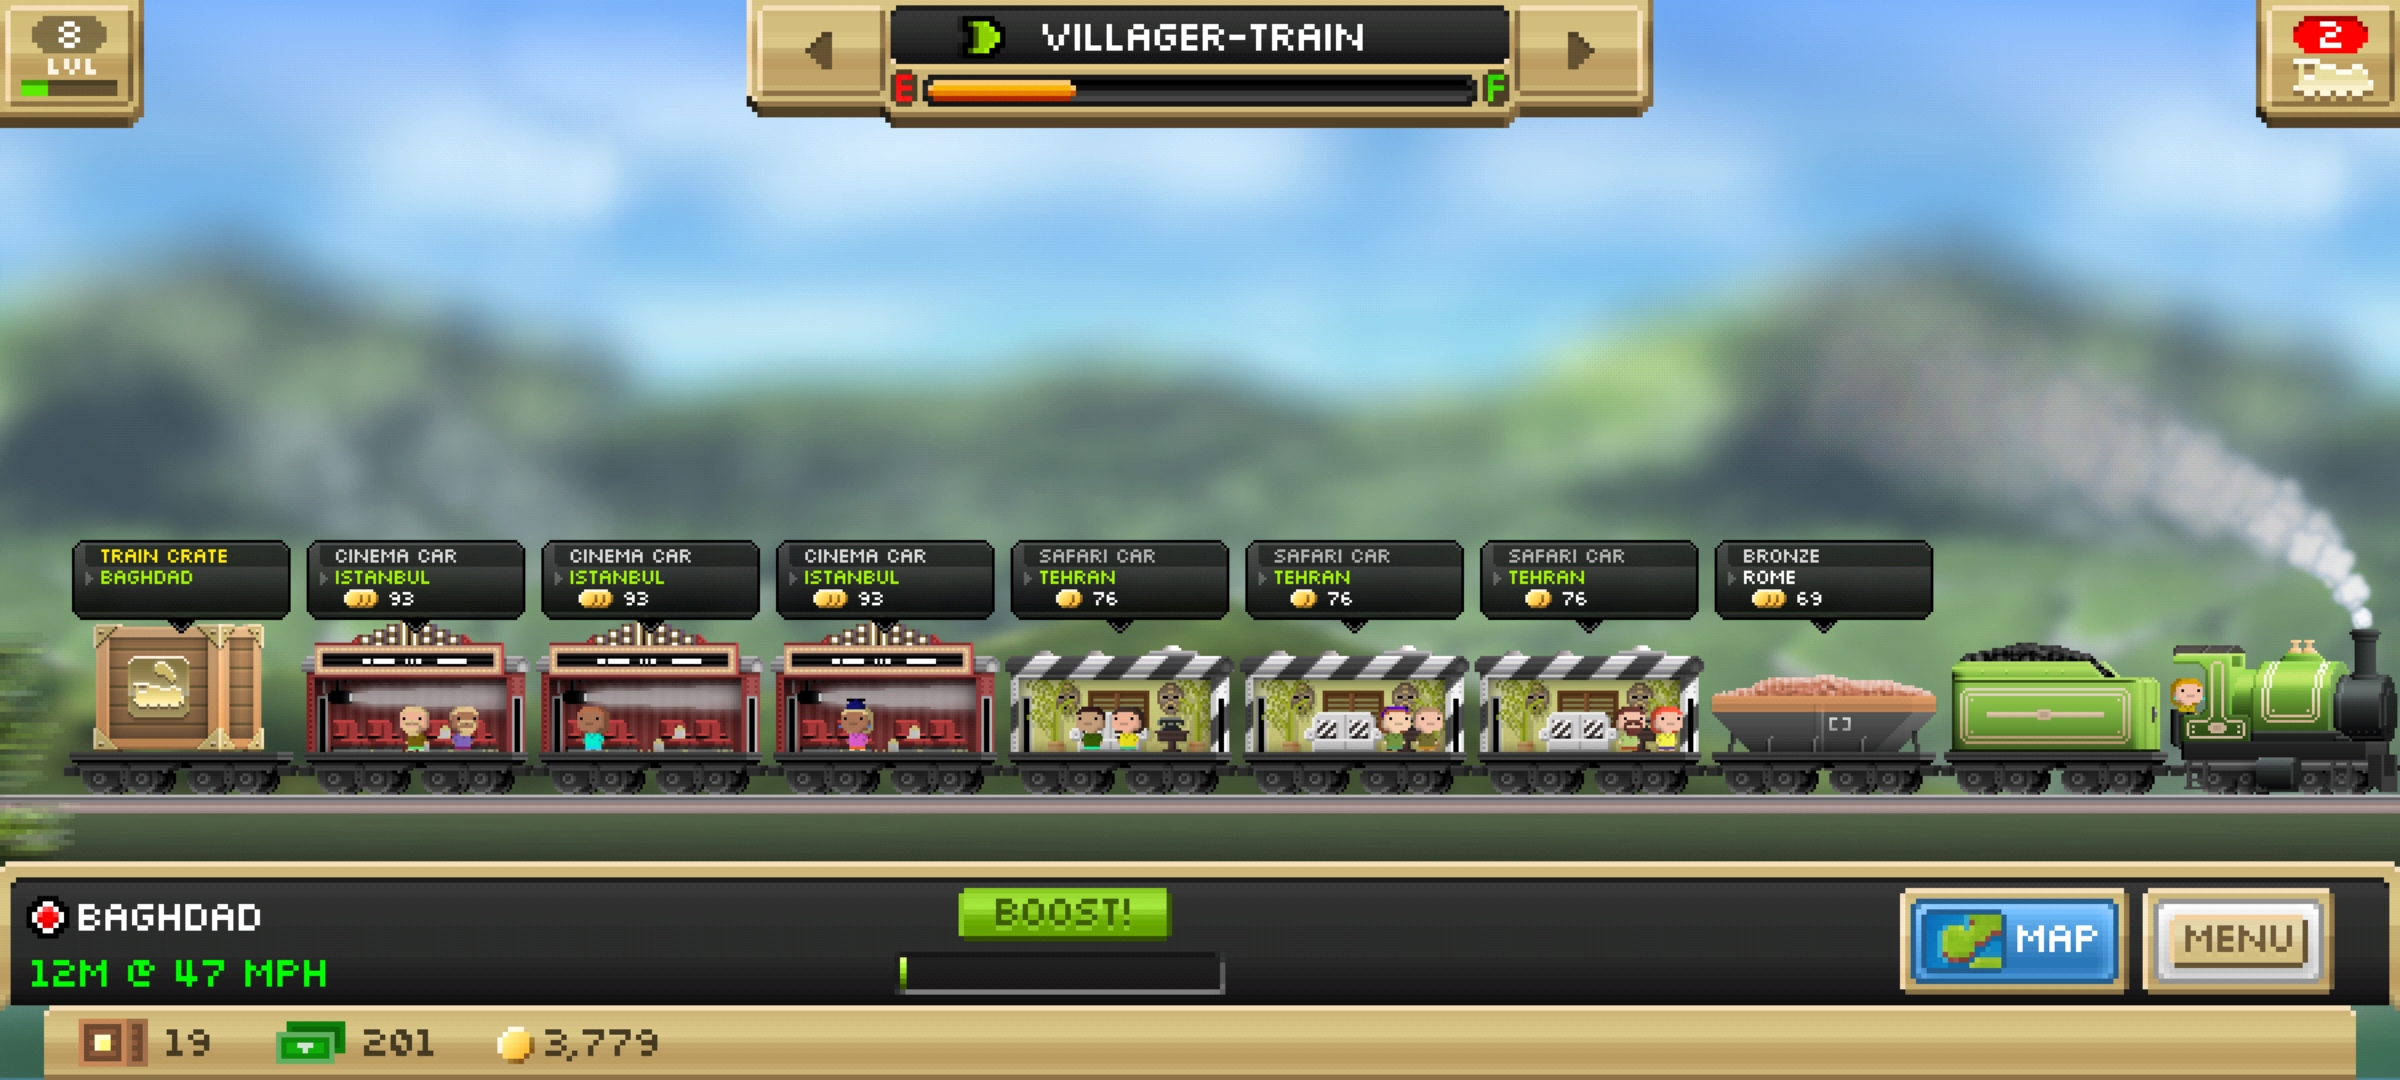 8
LVL
VILLAGER-TRAIN
E
F
2
TRAIN CRATE
BAGHDAD
CINEMA CAR
ISTANBUL
93
CINEMA CAR
ISTANBUL
93
CINEMA CAR
ISTANBUL
93
SAFARI CAR
TEHRAN
76
SAFARI CAR
TEHRAN
76
SAFARI CAR
TEHRAN
76
BRONZE
ROME
69
BAGHDAD
12M @ 47 MPH
BOOST!
MAP
MENU
19
201
3,779